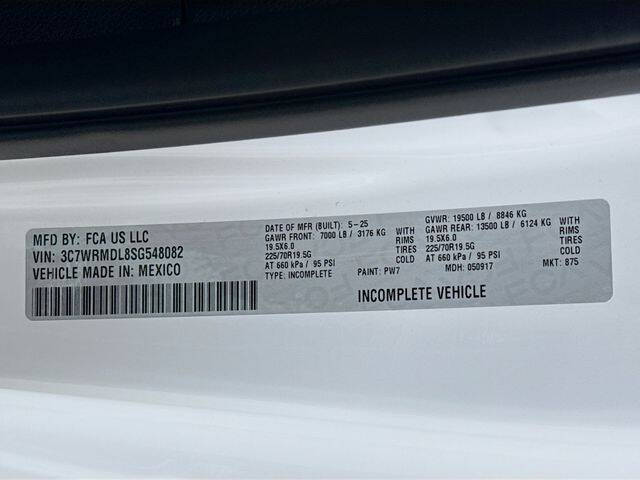 MFD BY: FCA US LLC
VIN: 3C7WRMDL8SG548082
VEHICLE MADE IN: MEXICO
DATE OF MFR (BUILT): 5-25
GAWR FRONT: 7000 LB / 3176 KG WITH
19.5X6.0 RIMS
225/70R19.5G TIRES
AT 660 kPa / 95 PSI COLD
TYPE: INCOMPLETE PAINT: PW7
GVWR: 19500 LB / 8846 KG
GAWR REAR: 13500 LB / 6124 KG WITH
19.5X6.0 RIMS
225/70R19.5G TIRES
AT 660 kPa / 95 PSI COLD
MDH: 050917 MKT: 875
INCOMPLETE VEHICLE